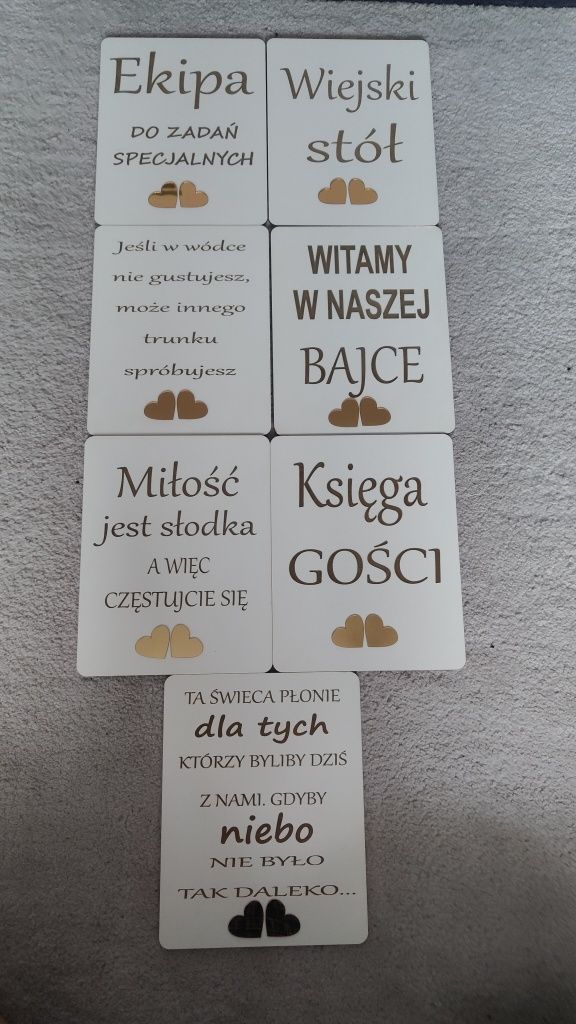 Ekipa
DO ZADAŃ
SPECJALNYCH
Wiejski
stół
Jeśli w wódce
nie gustujesz,
może innego
trunku
spróbujesz
WITAMY
W NASZEJ
BAJCE
Miłość
jest słodka
A WIĘC
CZĘSTUJCIE SIĘ
Księga
GOŚCI
TA ŚWIECA PŁONIE
dla tych
KTÓRZY BYLIBY DZIŚ
Z NAMI. GDYBY
niebo
NIE BYŁO
TAK DALEKO...